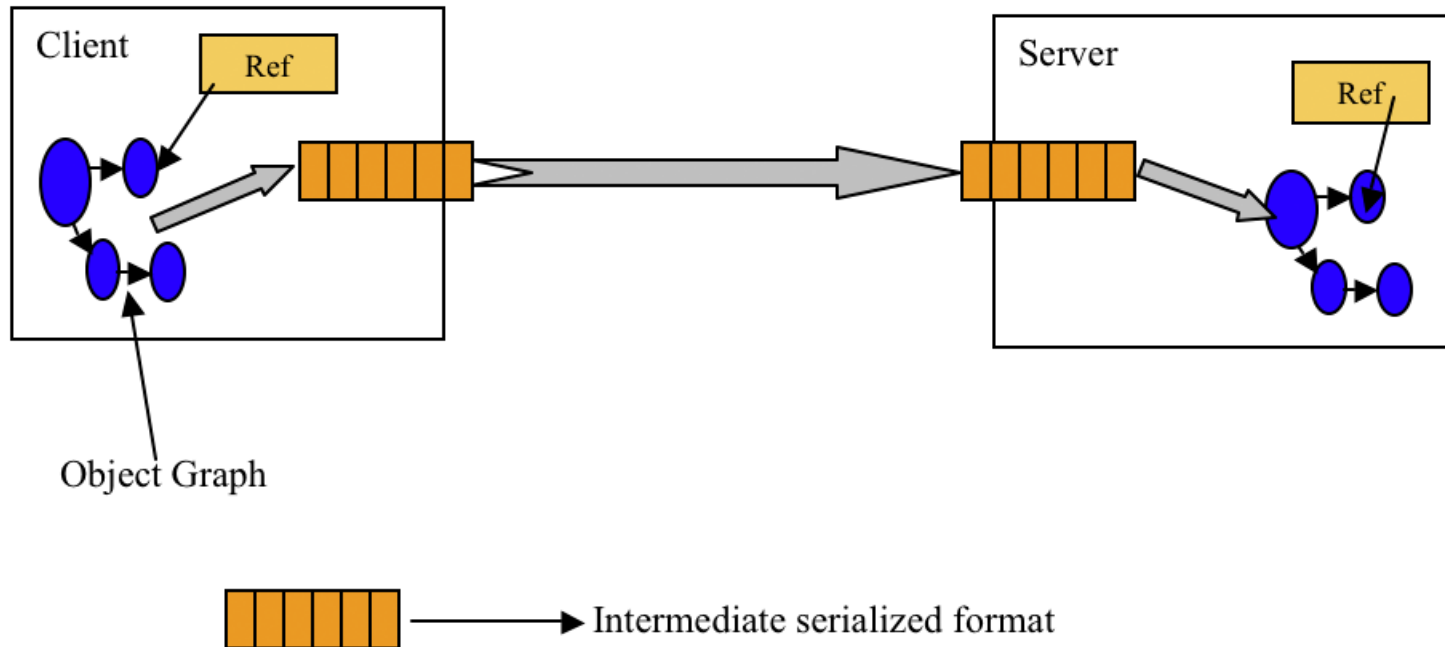 Client
Ref
Server
Ref
Object Graph
Intermediate serialized format